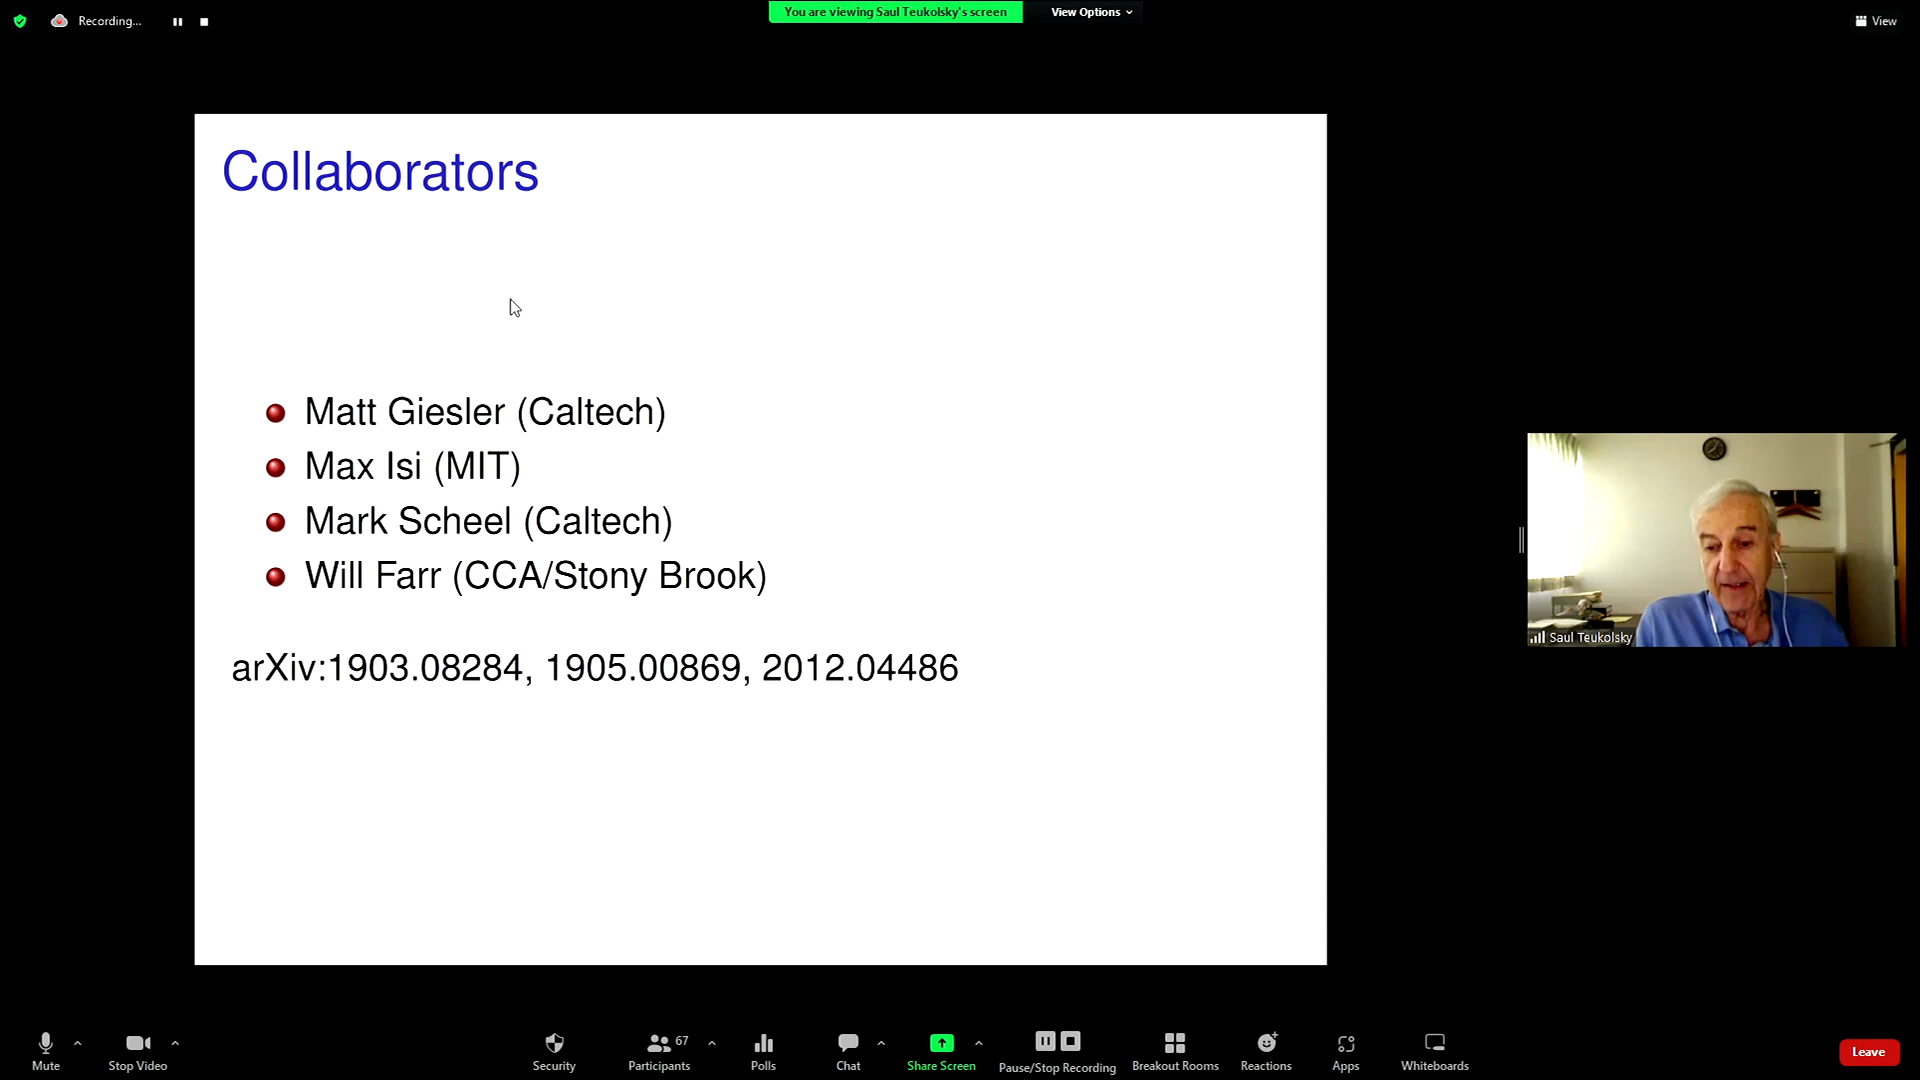 Recording...
You are viewing Saul Teukolsky's screen
View Options
View
Collaborators
Matt Giesler (Caltech)
Max Isi (MIT)
Mark Scheel (Caltech)
Will Farr (CCA/Stony Brook)
arXiv:1903.08284, 1905.00869, 2012.04486
Saul Teukolsky
Mute
Stop Video
Security
67
Participants
Polls
Chat
Share Screen
Pause/Stop Recording
Breakout Rooms
Reactions
Apps
Whiteboards
Leave